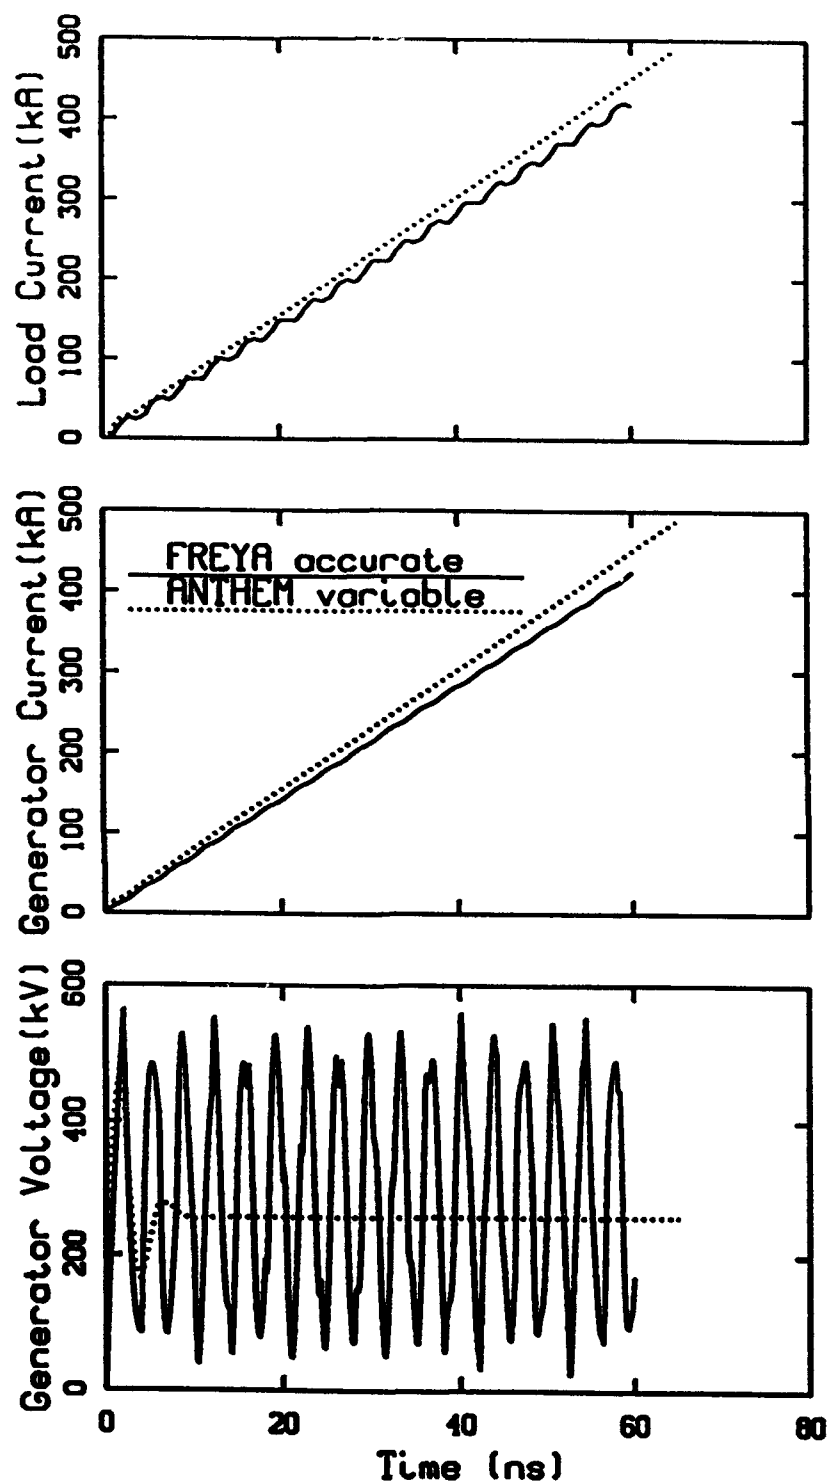 Load Current(kA)
500
400
300
200
100
0
Generator Current(kA)
500
400
300
200
100
0
FREYA accurate
ANTHEM variable
Generator Voltage(kV)
600
400
200
0
0 20 40 60 80
Time (ns)